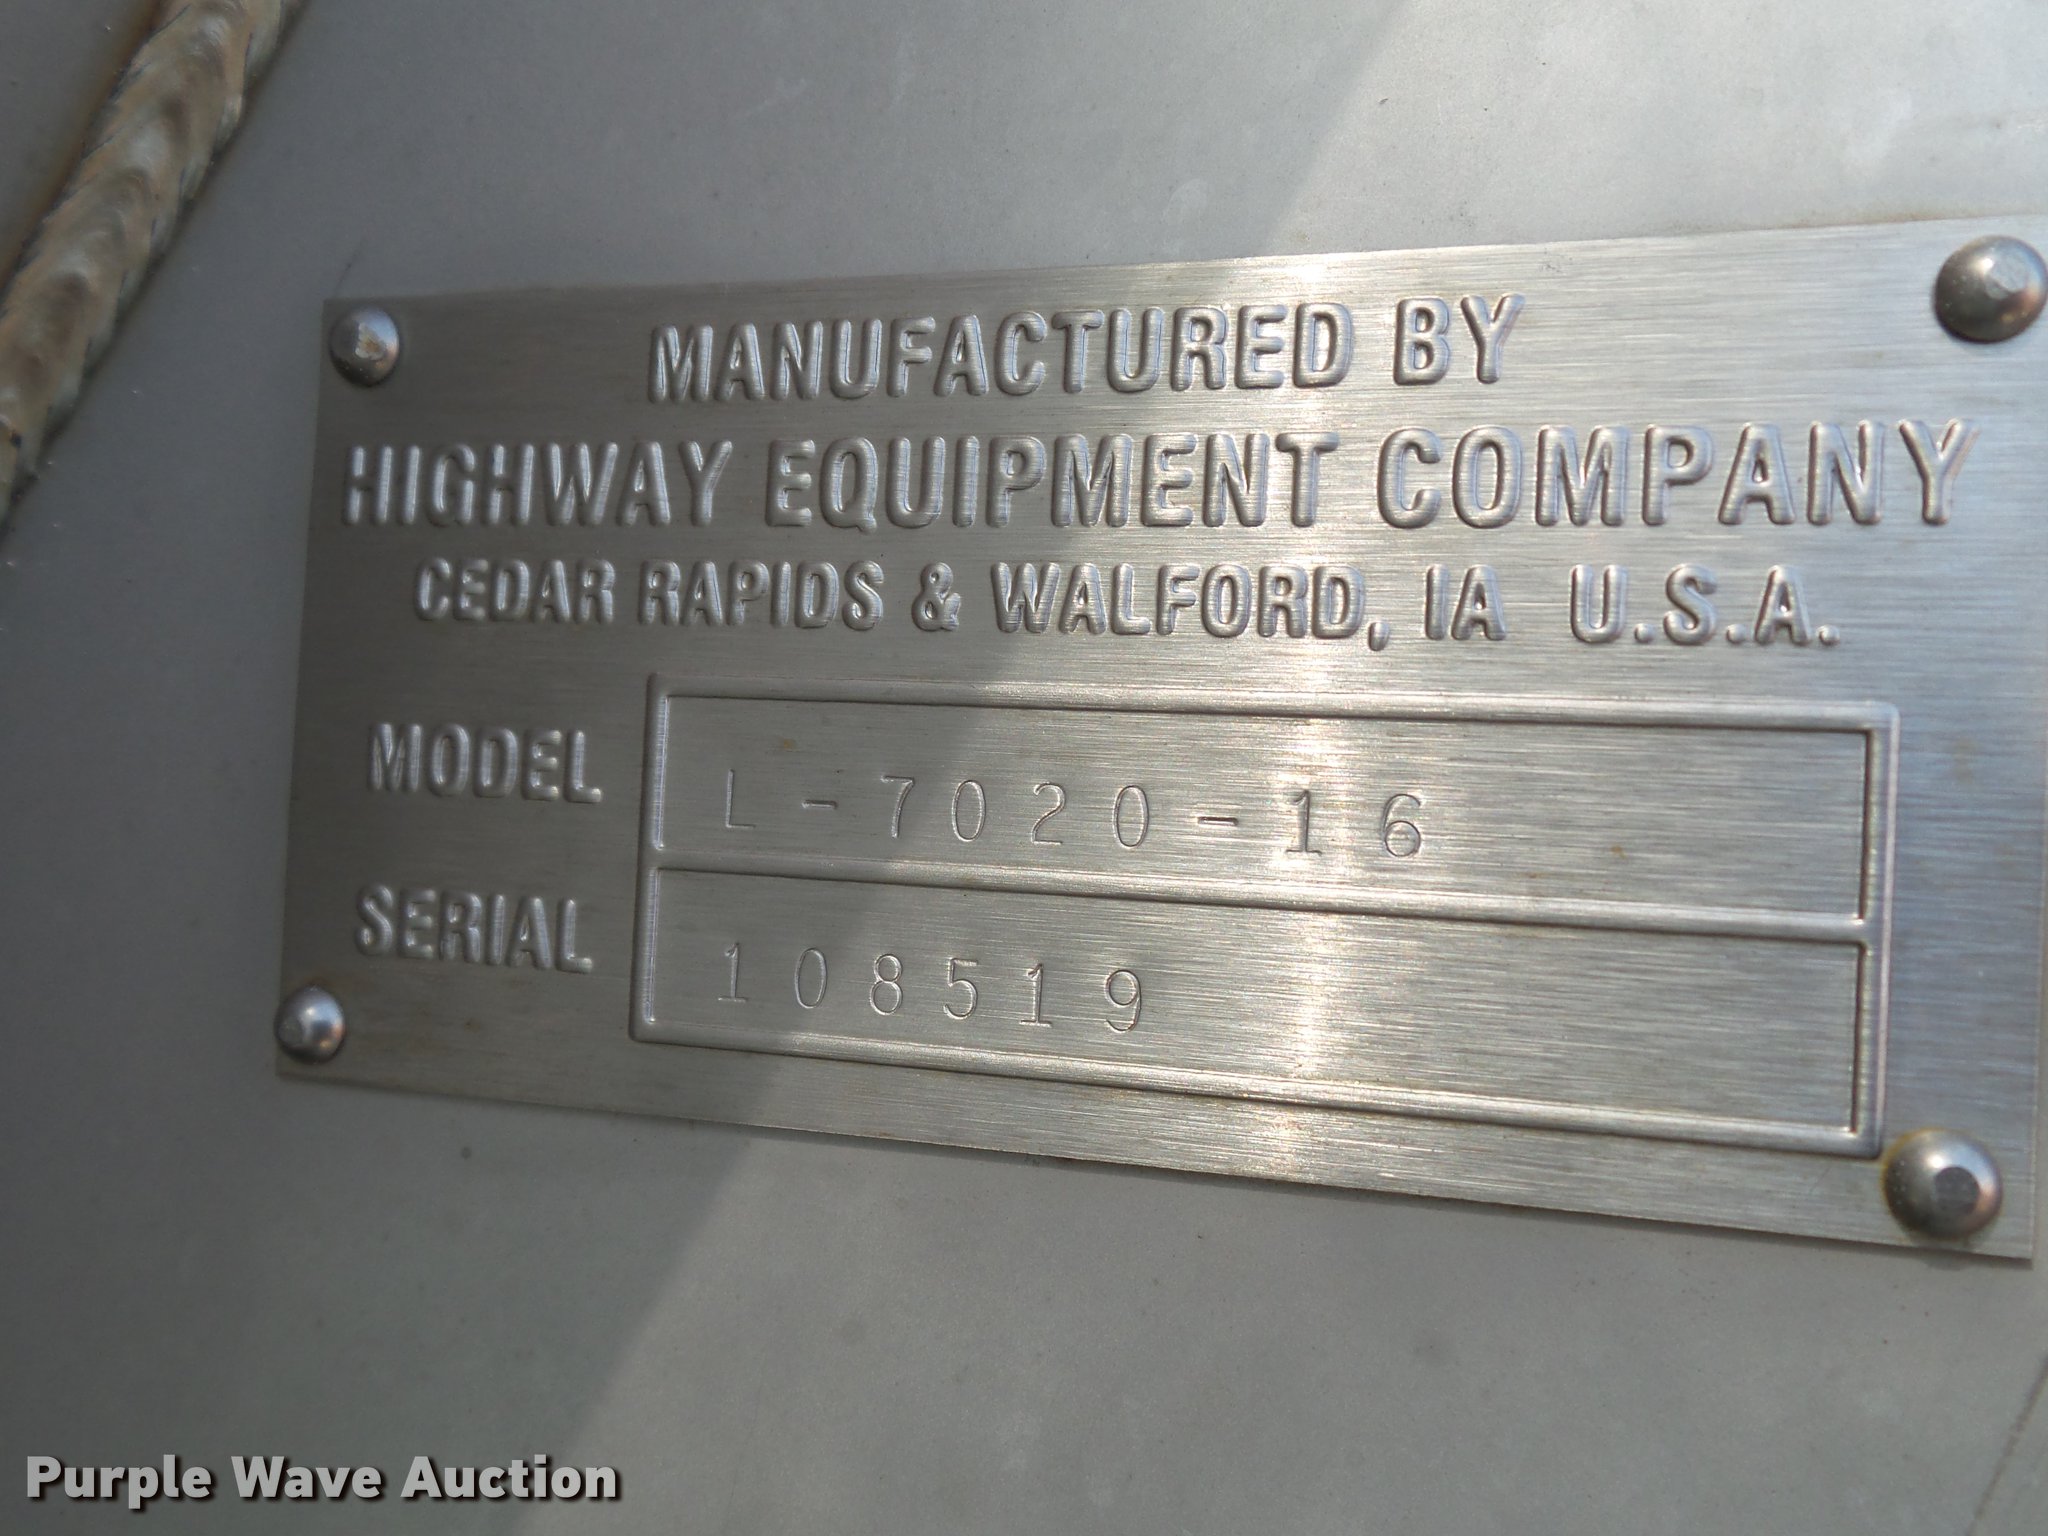 MANUFACTURED BY
HIGHWAY EQUIPMENT COMPANY
CEDAR RAPIDS & WALFORD, IA U.S.A.
MODEL L-7020-16
SERIAL 108519
Purple Wave Auction